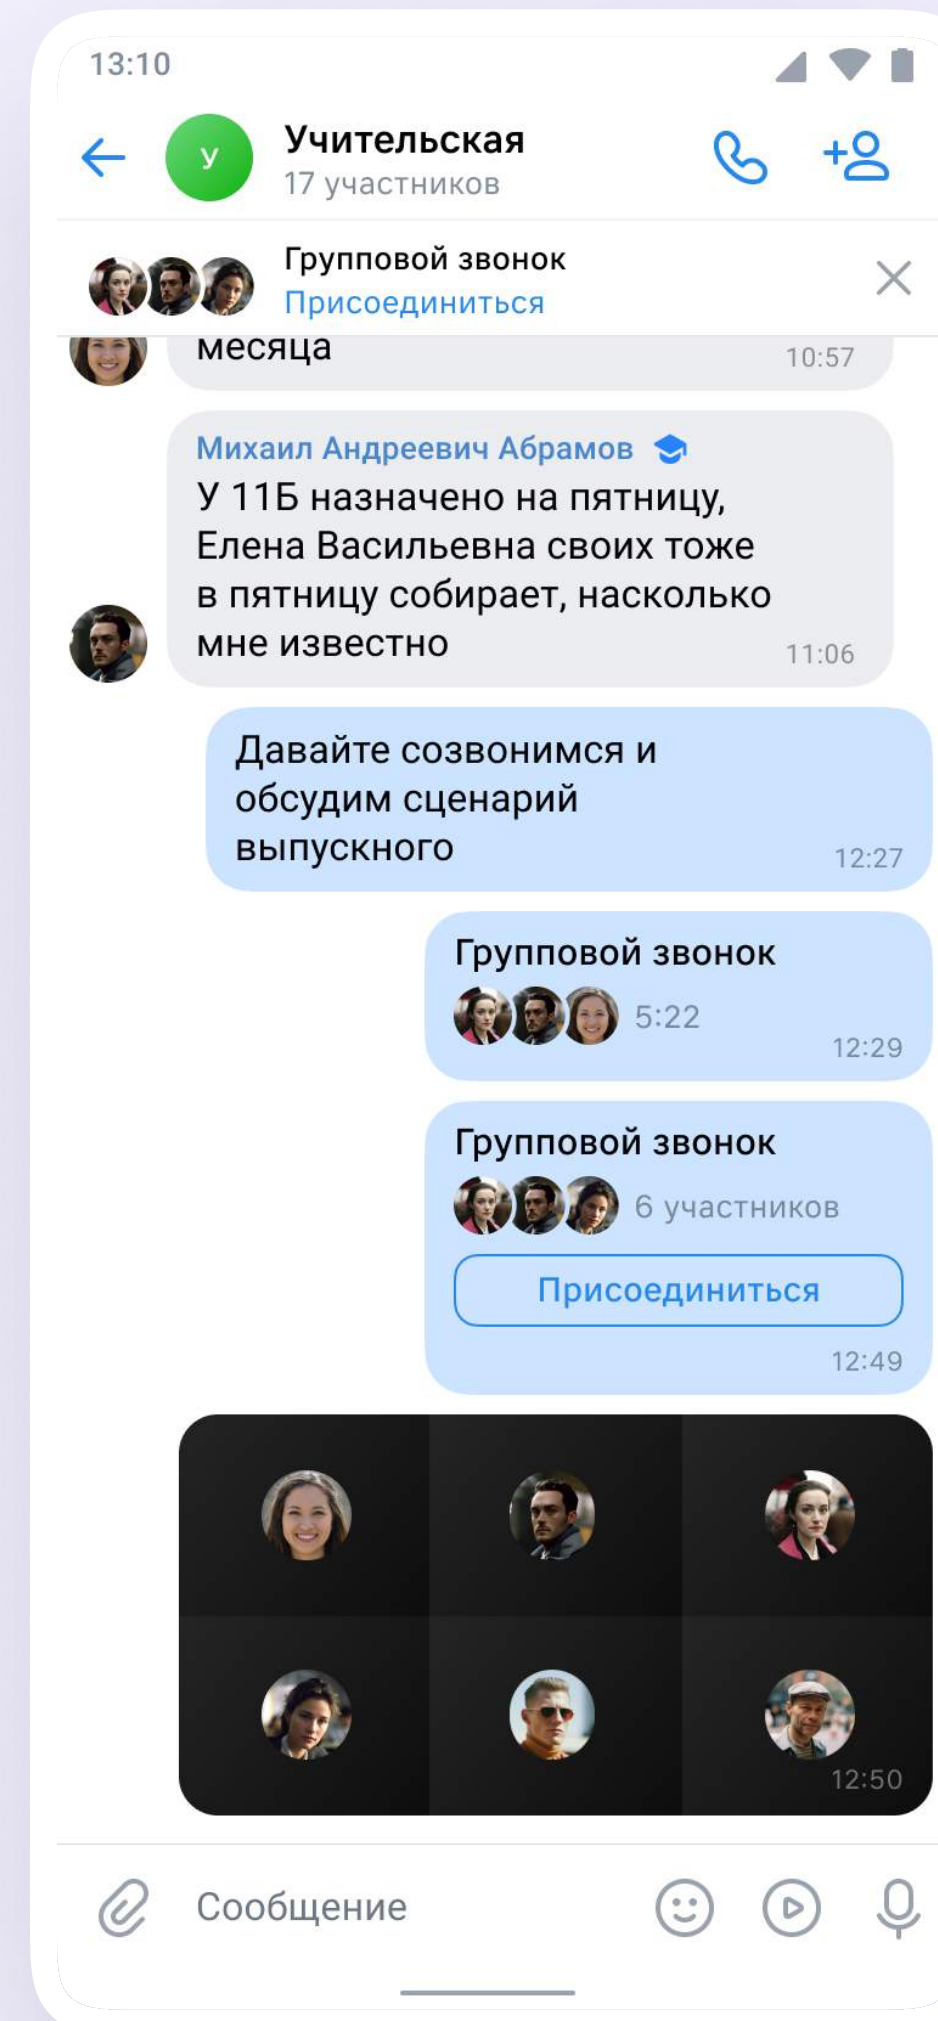 13:10
У
Учительская
17 участников
Групповой звонок
Присоединиться
месяца
10:57
Михаил Андреевич Абрамов
У 11Б назначено на пятницу,
Елена Васильевна своих тоже
в пятницу собирает, насколько
мне известно
11:06
Давайте созвонимся и
обсудим сценарий
выпускного
12:27
Групповой звонок
5:22
12:29
Групповой звонок
6 участников
Присоединиться
12:49
12:50
Сообщение